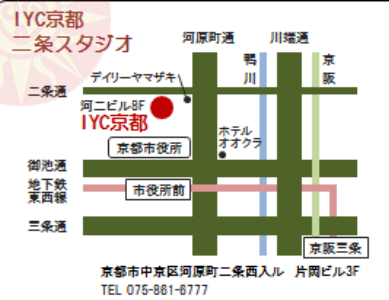 IYC京都
二条スタジオ
河原町通
川端通
鴨川
京阪
デイリーヤマザキ
二条通
河二ビル8F
IYC京都
ホテル
オオクラ
京都市役所
御池通
地下鉄
東西線
市役所前
三条通
京阪三条
京都市中京区河原町二条西入ル 片岡ビル3F
TEL 075-861-6777